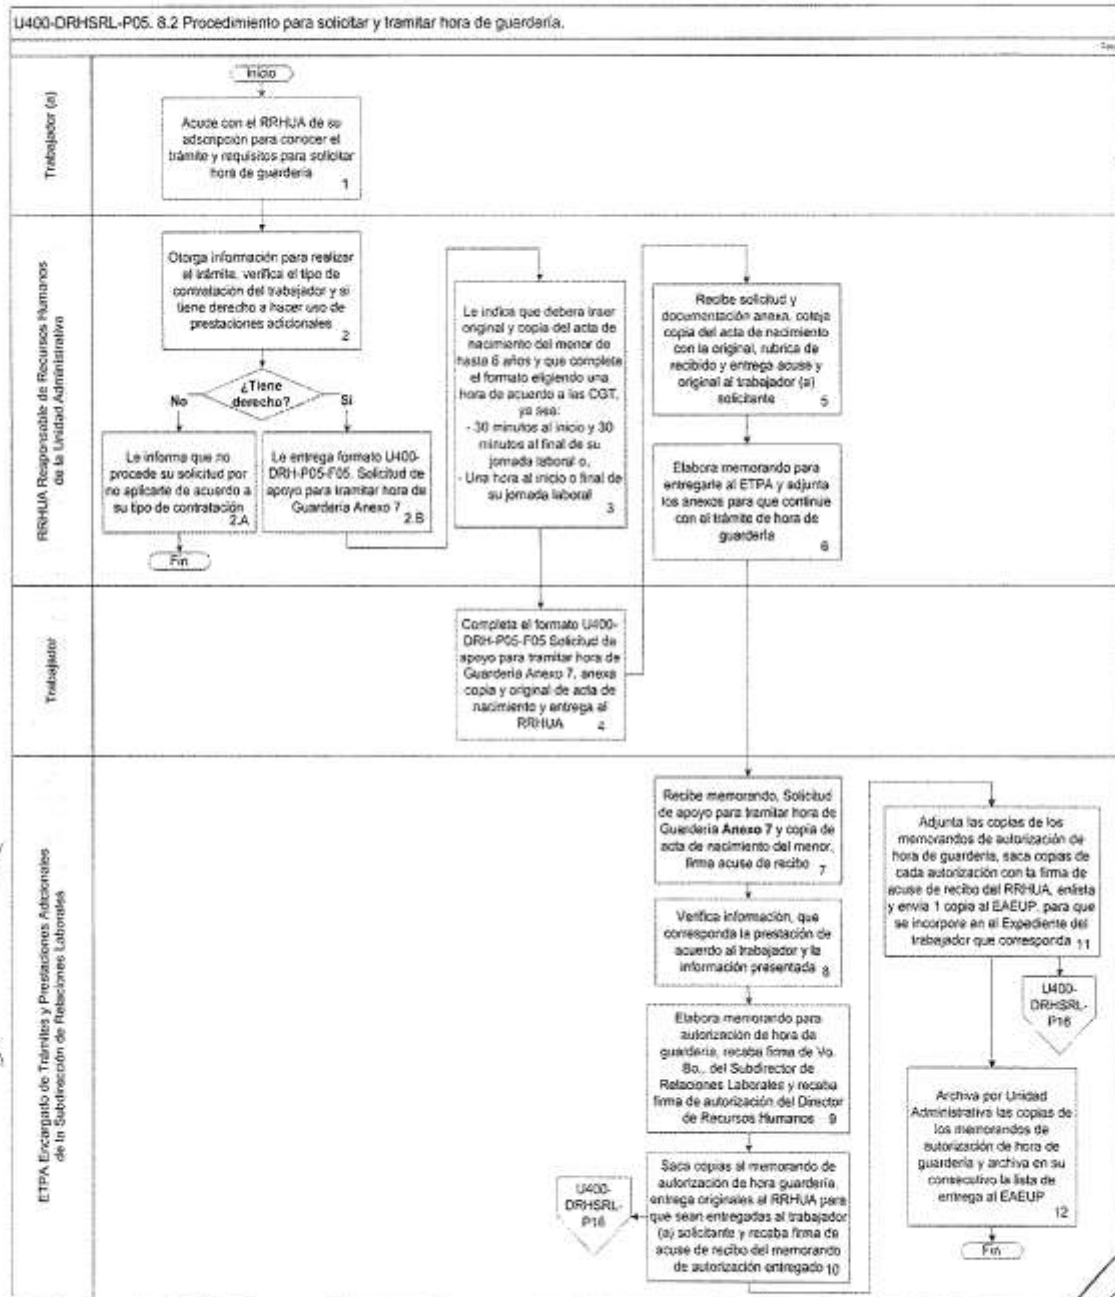 U400-DRHSRL-P05. 8.2 Procedimiento para solicitar y tramitar hora de guardería.
Trabajador (a)
Inicio
Acude con el RRHUA de su
adscripción para conocer el
trámite y requisitos para solicitar
hora de guardería
1
RRHUA Responsable de Recursos Humanos
de la Unidad Administrativa
Otorga información para realizar
el trámite, verifica el tipo de
contratación del trabajador y si
tiene derecho a hacer uso de
prestaciones adicionales
2
¿Tiene
derecho?
No
Si
Le informa que no
procede su solicitud por
no aplicarle de acuerdo a
su tipo de contratación
2.A
Fin
Le entrega formato U400-
DRH-P05-F05. Solicitud de
apoyo para tramitar hora de
Guardería Anexo 7
2.B
Le indica que debera traer
original y copia del acta de
nacimiento del menor de
hasta 6 años y que complete
el formato eligiendo una
hora de acuerdo a las CGT,
ya sea:
- 30 minutos al inicio y 30
minutos al final de su
jornada laboral o,
- Una hora al inicio o final de
su jornada laboral
3
Recibe solicitud y
documentación anexa, coteja
copia del acta de nacimiento
con la original, rubrica de
recibido y entrega acuse y
original al trabajador (a)
solicitante
5
Elabora memorando para
entregarle al ETPA y adjunta
los anexos para que continue
con el trámite de hora de
guardería
6
Trabajador
Completa el formato U400-
DRH-P05-F05 Solicitud de
apoyo para tramitar hora de
Guardería Anexo 7, anexa
copia y original de acta de
nacimiento y entrega al
RRHUA
4
ETPA Encargado de Trámites y Prestaciones Adicionales
de la Subdirección de Relaciones Laborales
Recibe memorando, Solicitud
de apoyo para tramitar hora de
Guardería Anexo 7 y copia de
acta de nacimiento del menor,
firma acuse de recibo
7
Verifica información, que
corresponda la prestación de
acuerdo al trabajador y la
información presentada
8
Elabora memorando para
autorización de hora de
guardería, recaba firma de Vo.
Bo., del Subdirector de
Relaciones Laborales y recaba
firma de autorización del Director
de Recursos Humanos
9
Saca copias al memorando de
autorización de hora guardería,
entrega originales al RRHUA para
que sean entregadas al trabajador
(a) solicitante y recaba firma de
acuse de recibo del memorando
de autorización entregado
10
U400-
DRHSRL-
P16
Adjunta las copias de los
memorandos de autorización de
hora de guardería, saca copias de
cada autorización con la firma de
acuse de recibo del RRHUA, enlista
y envía 1 copia al EAEUP, para que
se incorpore en el Expediente del
trabajador que corresponda
11
U400-
DRHSRL-
P16
Archiva por Unidad
Administrativa las copias de
los memorandos de
autorización de hora de
guardería y archiva en su
consecutivo la lista de
entrega al EAEUP
12
Fin